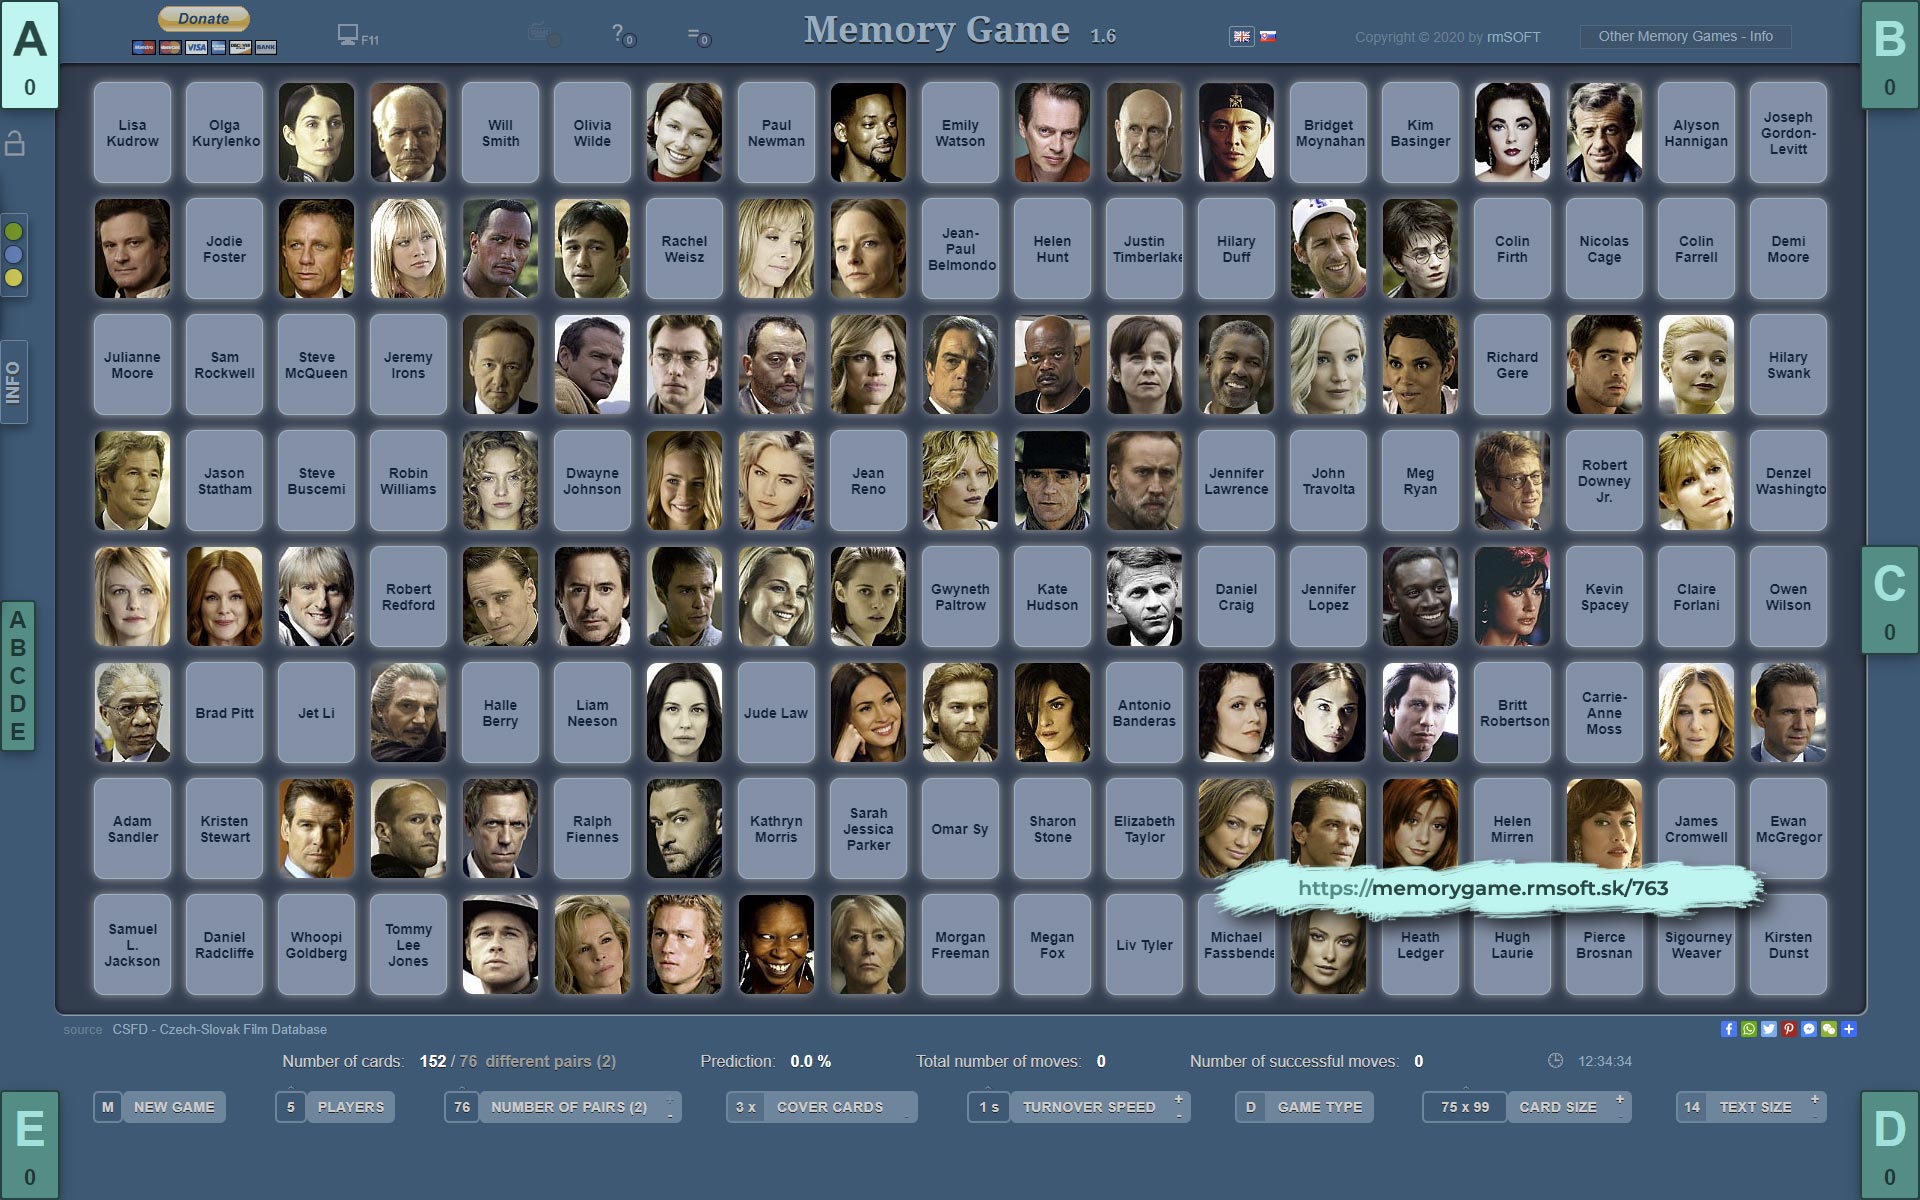 A
0
Donate
Maestro MasterCard VISA DISCOVER BANK
F11
?0
=0
Memory Game 1.6
Copyright © 2020 by rmSOFT
Other Memory Games - Info
B
0
Lisa
Kudrow
Olga
Kurylenko
Will
Smith
Olivia
Wilde
Paul
Newman
Emily
Watson
Bridget
Moynahan
Kim
Basinger
Alyson
Hannigan
Joseph
Gordon-
Levitt
Jodie
Foster
Rachel
Weisz
Jean-
Paul
Belmondo
Helen
Hunt
Justin
Timberlake
Hilary
Duff
Colin
Firth
Nicolas
Cage
Colin
Farrell
Demi
Moore
INFO
Julianne
Moore
Sam
Rockwell
Steve
McQueen
Jeremy
Irons
Richard
Gere
Hilary
Swank
Jason
Statham
Steve
Buscemi
Robin
Williams
Dwayne
Johnson
Jean
Reno
Jennifer
Lawrence
John
Travolta
Meg
Ryan
Robert
Downey
Jr.
Denzel
Washingto
Robert
Redford
Gwyneth
Paltrow
Kate
Hudson
Daniel
Craig
Jennifer
Lopez
Kevin
Spacey
Claire
Forlani
Owen
Wilson
C
0
A
B
C
D
E
Brad Pitt
Jet Li
Halle
Berry
Liam
Neeson
Jude Law
Antonio
Banderas
Britt
Robertson
Carrie-
Anne
Moss
Adam
Sandler
Kristen
Stewart
Ralph
Fiennes
Kathryn
Morris
Sarah
Jessica
Parker
Omar Sy
Sharon
Stone
Elizabeth
Taylor
Helen
Mirren
James
Cromwell
Ewan
McGregor
https://memorygame.rmsoft.sk/763
Samuel
L.
Jackson
Daniel
Radcliffe
Whoopi
Goldberg
Tommy
Lee
Jones
Morgan
Freeman
Megan
Fox
Liv Tyler
Michael
Fassbende
Heath
Ledger
Hugh
Laurie
Pierce
Brosnan
Sigourney
Weaver
Kirsten
Dunst
source CSFD - Czech-Slovak Film Database
Number of cards: 152 / 76 different pairs (2)
Prediction: 0.0 %
Total number of moves: 0
Number of successful moves: 0
12:34:34
E
0
M NEW GAME
5 PLAYERS
76 NUMBER OF PAIRS (2) + -
3 x COVER CARDS -
1 s TURNOVER SPEED + -
D GAME TYPE
75 x 99 CARD SIZE + -
14 TEXT SIZE + -
D
0